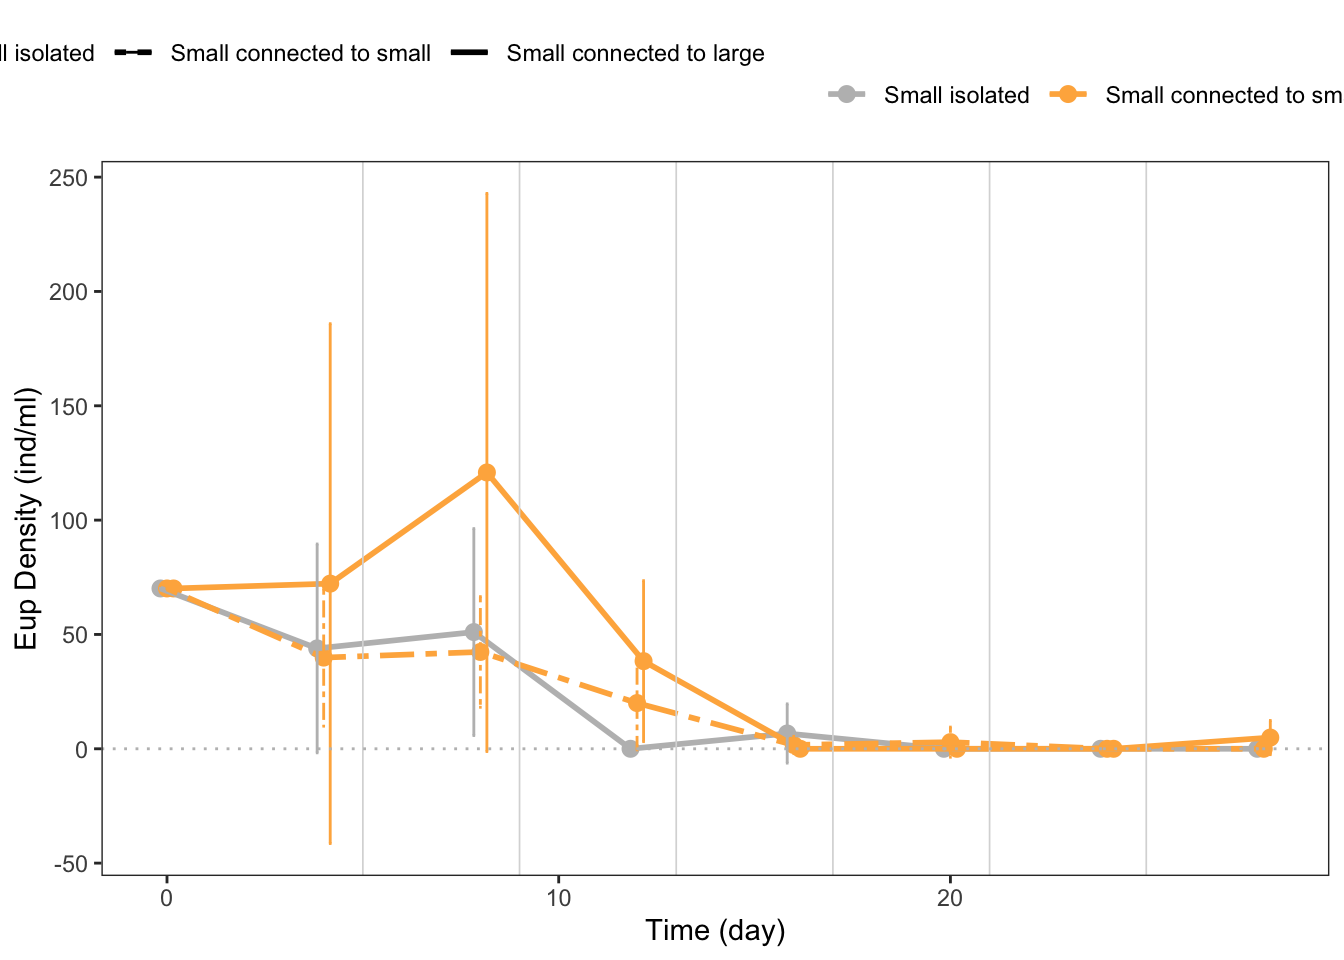 ll isolated Small connected to small Small connected to large
Small isolated Small connected to sm
250
200
150
100
50
0
-50
Eup Density (ind/ml)
0 10 20
Time (day)